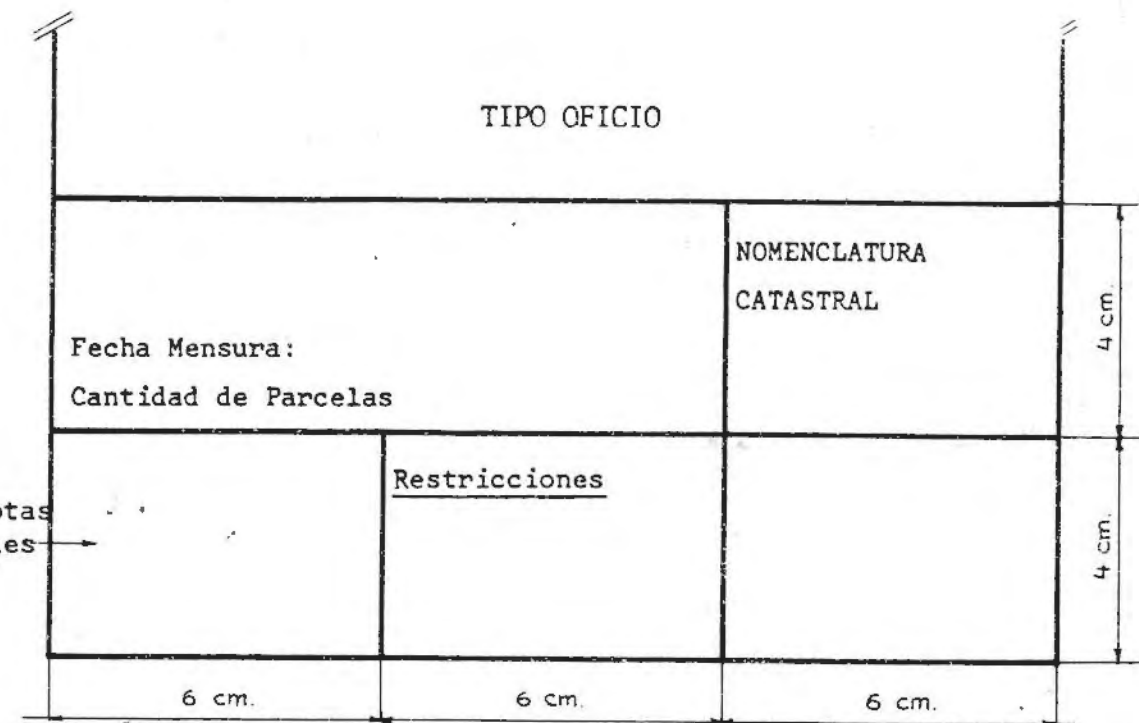 TIPO OFICIO
NOMENCLATURA
CATASTRAL
4 cm.
Fecha Mensura:
Cantidad de Parcelas
Restricciones
4 cm.
6 cm.
6 cm.
6 cm.